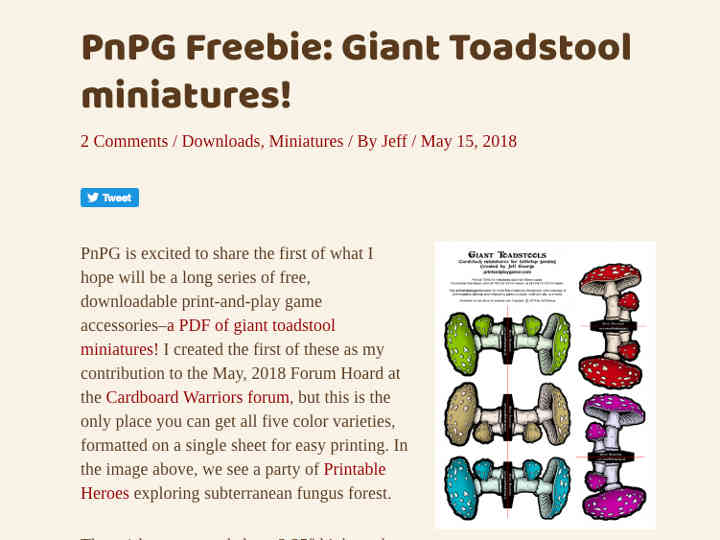 PnPG Freebie: Giant Toadstool
miniatures!
2 Comments / Downloads, Miniatures / By Jeff / May 15, 2018
Tweet
PnPG is excited to share the first of what I
hope will be a long series of free,
downloadable print-and-play game
accessories–a PDF of giant toadstool
miniatures! I created the first of these as my
contribution to the May, 2018 Forum Hoard at
the Cardboard Warriors forum, but this is the
only place you can get all five color varieties,
formatted on a single sheet for easy printing. In
the image above, we see a party of Printable
Heroes exploring subterranean fungus forest.
Giant Toadstools
Cardstock miniatures for tabletop gaming
Created by Jeff George